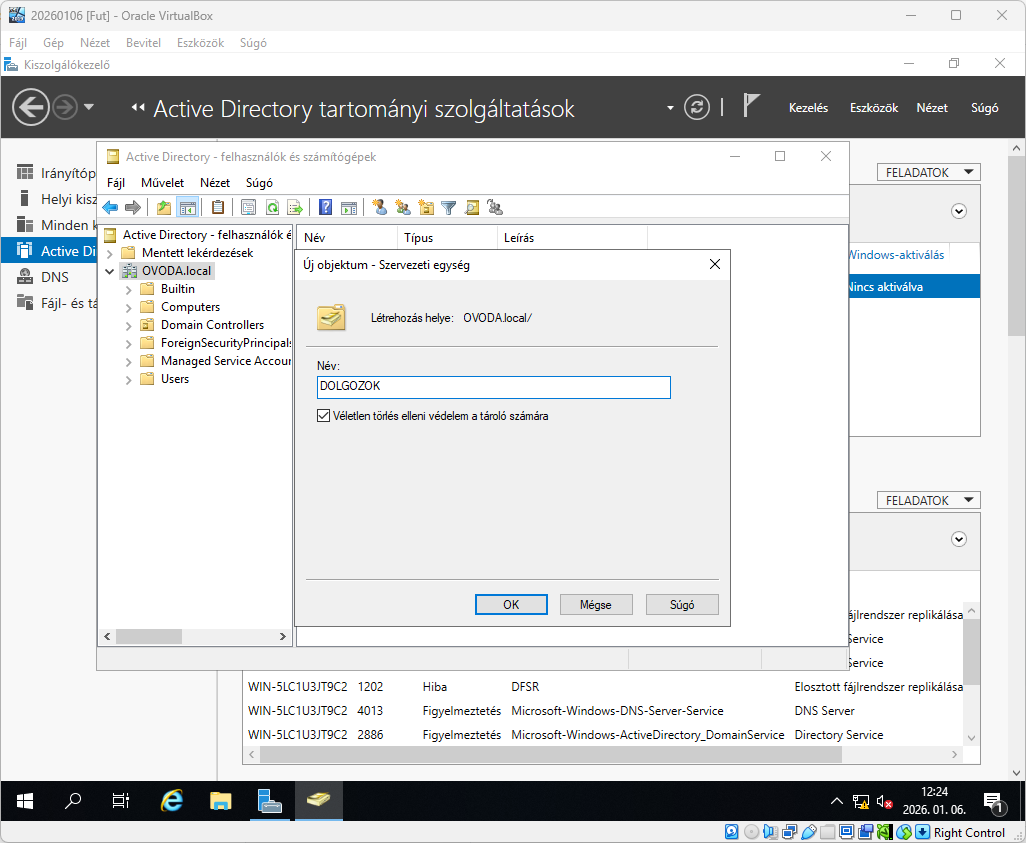 20260106 [Fut] - Oracle VirtualBox
Fájl Gép Nézet Bevitel Eszközök Súgó
Kiszolgálókezelő
Active Directory tartományi szolgáltatások
Kezelés Eszközök Nézet Súgó
Irányítóp
Helyi kisz
Minden k
Active Di
DNS
Fájl- és tá
Active Directory - felhasználók és számítógépek
Fájl Művelet Nézet Súgó
Active Directory - felhasználók é
Mentett lekérdezések
OVODA.local
Builtin
Computers
Domain Controllers
ForeignSecurityPrincipals
Managed Service Accoun
Users
Név Típus Leírás
Új objektum - Szervezeti egység
Létrehozás helye: OVODA.local/
Név:
DOLGOZOK
Véletlen törlés elleni védelem a tároló számára
OK Mégse Súgó
FELADATOK
Windows-aktiválás
Nincs aktiválva
FELADATOK
ájlrendszer replikálása
Service
Service
WIN-5LC1U3JT9C2 1202 Hiba DFSR Elosztott fájlrendszer replikálása
WIN-5LC1U3JT9C2 4013 Figyelmeztetés Microsoft-Windows-DNS-Server-Service DNS Server
WIN-5LC1U3JT9C2 2886 Figyelmeztetés Microsoft-Windows-ActiveDirectory_DomainService Directory Service
12:24
2026. 01. 06.
1
Right Control